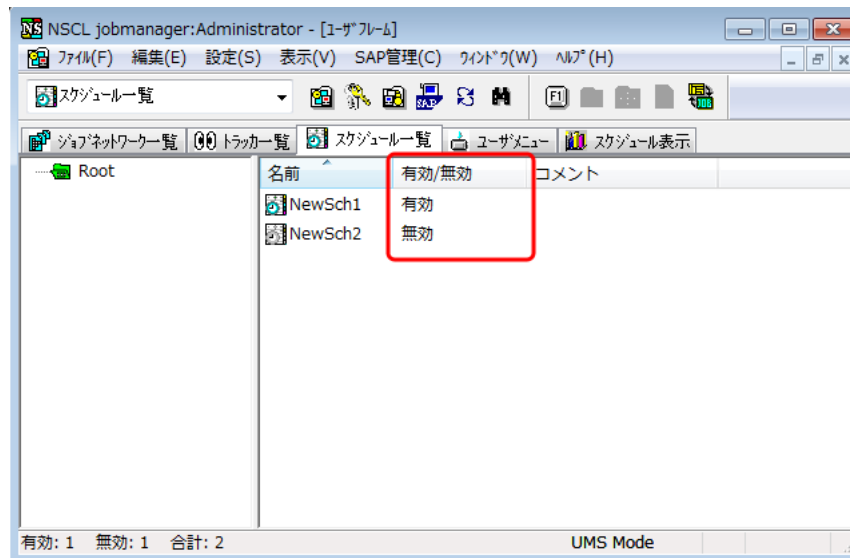 NS NSCL jobmanager:Administrator - [ﾕｰｻﾞﾌﾚｰﾑ]
ﾌｧｲﾙ(F) 編集(E) 設定(S) 表示(V) SAP管理(C) ｳｨﾝﾄﾞｳ(W) ﾍﾙﾌﾟ(H)
スケジュール一覧 SAP F1 JOB
ジョブネットワーク一覧 トラッカー一覧 スケジュール一覧 ユーザメニュー スケジュール表示
Root
名前 有効/無効 コメント
NewSch1 有効
NewSch2 無効
有効: 1 無効: 1 合計: 2 UMS Mode